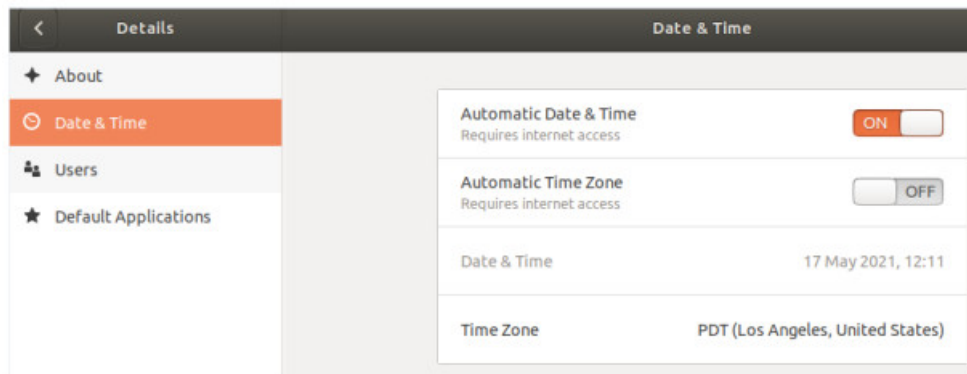 Details
Date & Time
About
Date & Time
Users
Default Applications
Automatic Date & Time
Requires internet access
ON
Automatic Time Zone
Requires internet access
OFF
Date & Time
17 May 2021, 12:11
Time Zone
PDT (Los Angeles, United States)